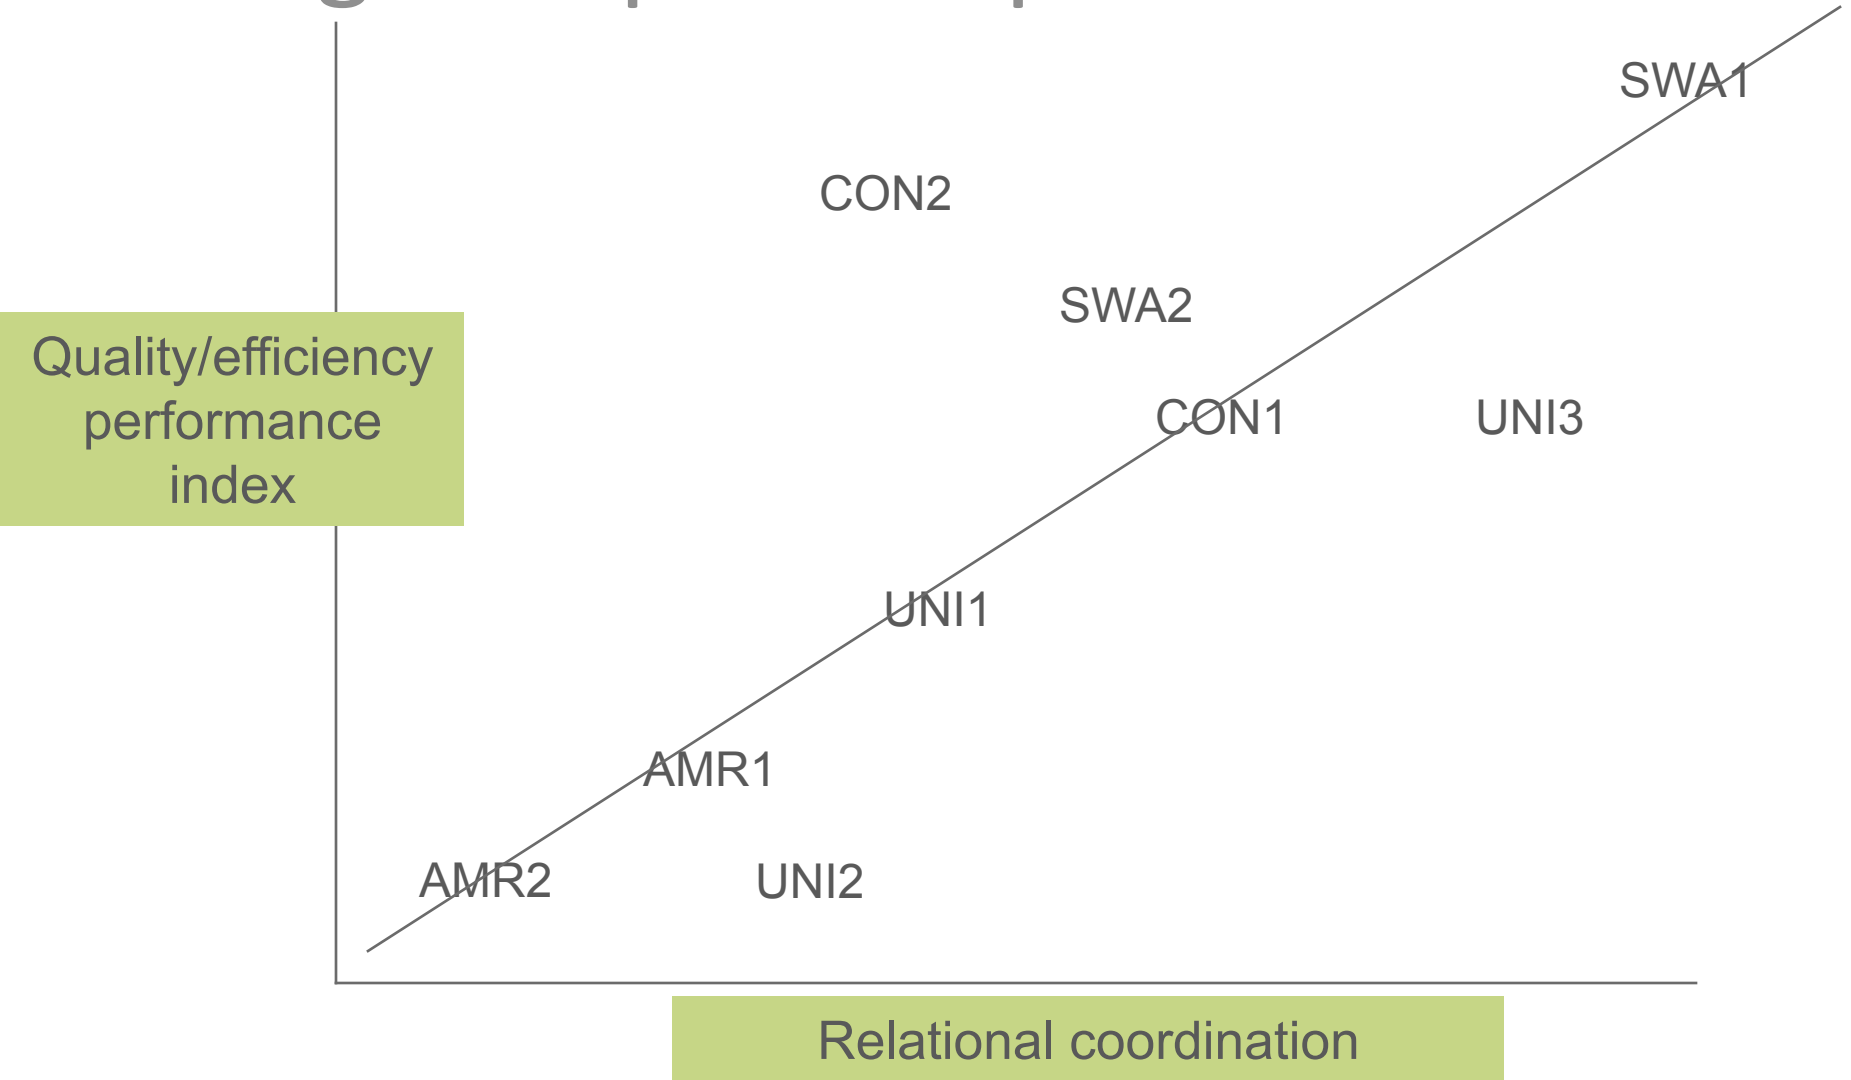 SWA1
CON2
SWA2
Quality/efficiency
performance
index
CON1
UNI3
UNI1
AMR1
AMR2
UNI2
Relational coordination